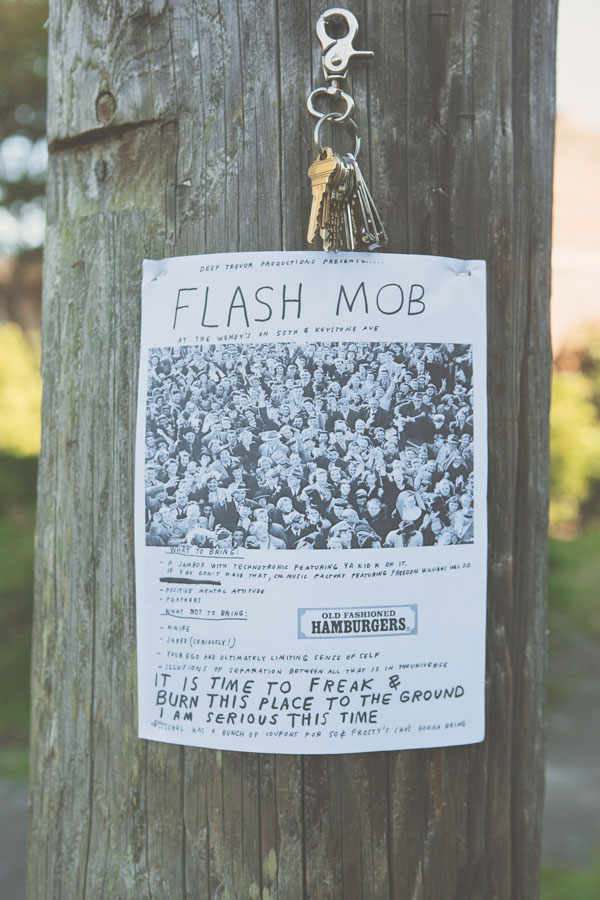 DEEP TREVOR PRODUCTIONS PRESENTS.....
FLASH MOB
AT THE WENDY'S ON 55TH & KEYSTONE AVE
WHAT TO BRING:
- A JAMBOX WITH TECHNOTRONIC FEATURING YA KID K ON IT.
IF YOU DON'T HAVE THAT, C&C MUSIC FACTORY FEATURING FREEDOM WILLIAMS WILL DO
- POSITIVE MENTAL ATTITUDE
- FEATHERS
WHAT NOT TO BRING:
- KNIFE
- JARED (SERIOUSLY!)
- YOUR EGO AND ULTIMATELY LIMITING SENSE OF SELF
- ILLUSIONS OF SEPARATION BETWEEN ALL THAT IS IN THE UNIVERSE
OLD FASHIONED
HAMBURGERS
IT IS TIME TO FREAK &
BURN THIS PLACE TO THE GROUND
I AM SERIOUS THIS TIME
HAS A BUNCH OF COUPONS FOR 50¢ FROSTY'S SHE'S GONNA BRING